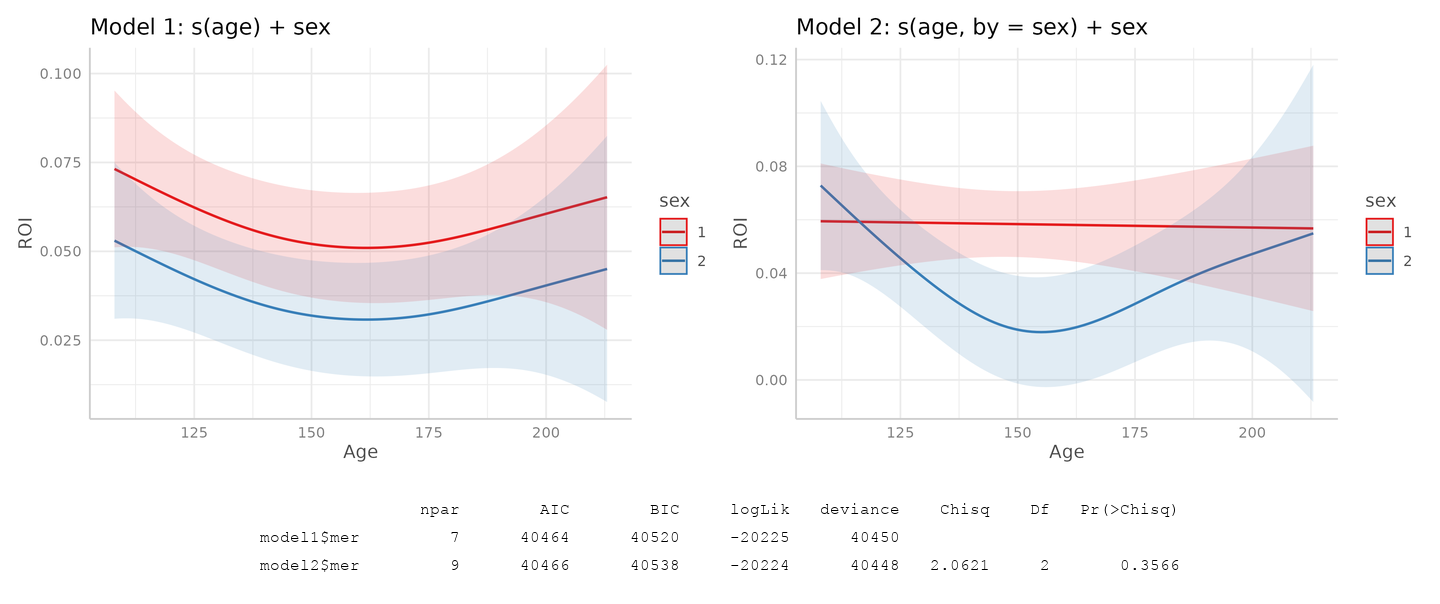 Model 1: s(age) + sex
0.100
0.075
0.050
0.025
ROI
125 150 175 200
Age
sex
1
2
Model 2: s(age, by = sex) + sex
0.12
0.08
0.04
0.00
ROI
125 150 175 200
Age
sex
1
2
npar AIC BIC logLik deviance Chisq Df Pr(>Chisq)
model1$mer 7 40464 40520 -20225 40450
model2$mer 9 40466 40538 -20224 40448 2.0621 2 0.3566